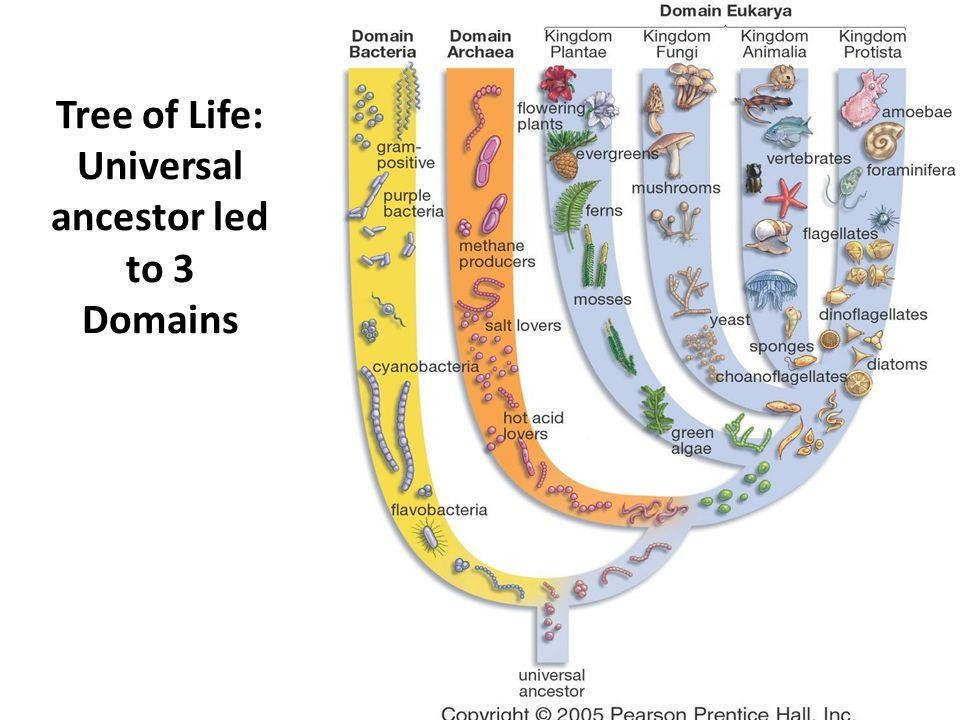 Tree of Life:
Universal
ancestor led
to 3
Domains
Domain Eukarya
Domain
Bacteria
Domain
Archaea
Kingdom
Plantae
Kingdom
Fungi
Kingdom
Animalia
Kingdom
Protista
gram-
positive
purple
bacteria
cyanobacteria
flavobacteria
methane
producers
salt lovers
hot acid
lovers
flowering
plants
evergreens
ferns
mosses
green
algae
mushrooms
yeast
vertebrates
sponges
choanoflagellates
amoebae
foraminifera
flagellates
dinoflagellates
diatoms
universal
ancestor
Copyright © 2005 Pearson Prentice Hall, Inc.